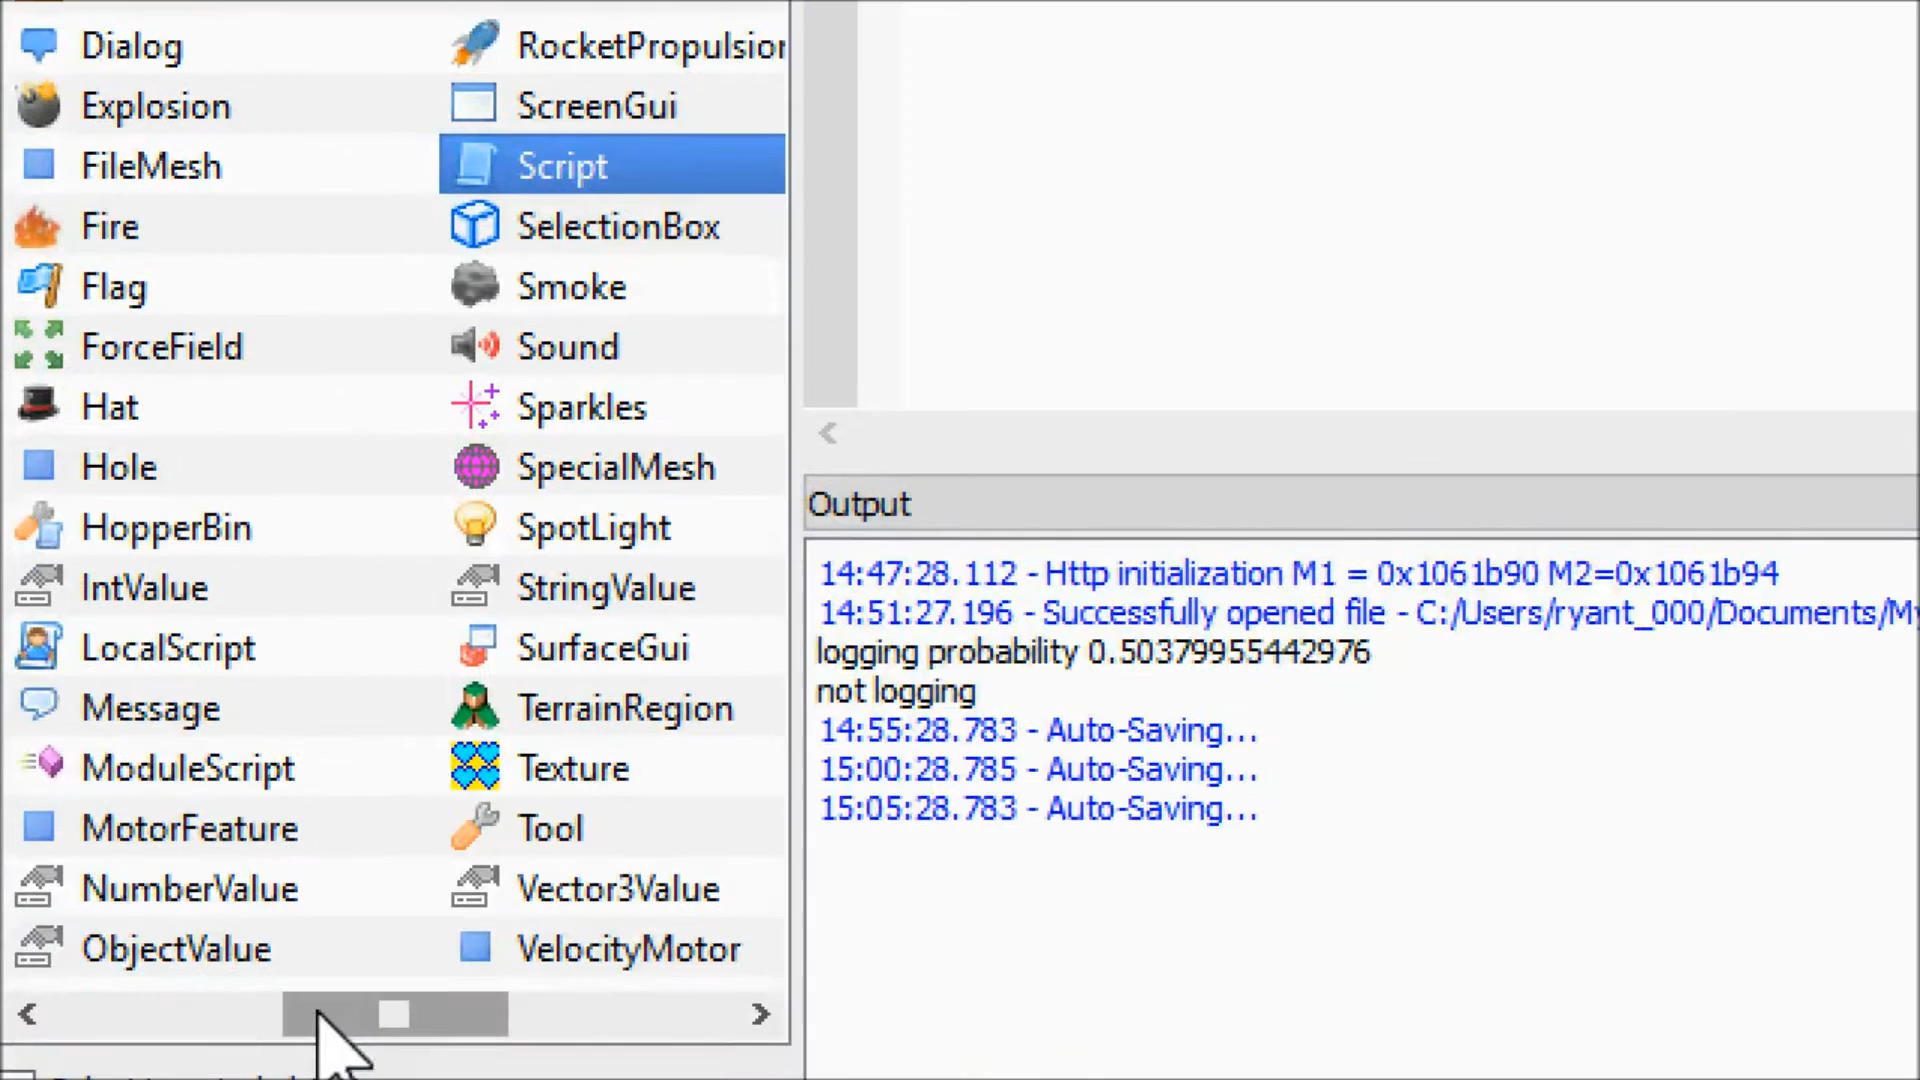 Dialog
Explosion
FileMesh
Fire
Flag
ForceField
Hat
Hole
HopperBin
IntValue
LocalScript
Message
ModuleScript
MotorFeature
NumberValue
ObjectValue
RocketPropulsion
ScreenGui
Script
SelectionBox
Smoke
Sound
Sparkles
SpecialMesh
SpotLight
StringValue
SurfaceGui
TerrainRegion
Texture
Tool
Vector3Value
VelocityMotor
Output
14:47:28.112 - Http initialization M1 = 0x1061b90 M2=0x1061b94
14:51:27.196 - Successfully opened file - C:/Users/ryant_000/Documents/My
logging probability 0.50379955442976
not logging
14:55:28.783 - Auto-Saving...
15:00:28.785 - Auto-Saving...
15:05:28.783 - Auto-Saving...